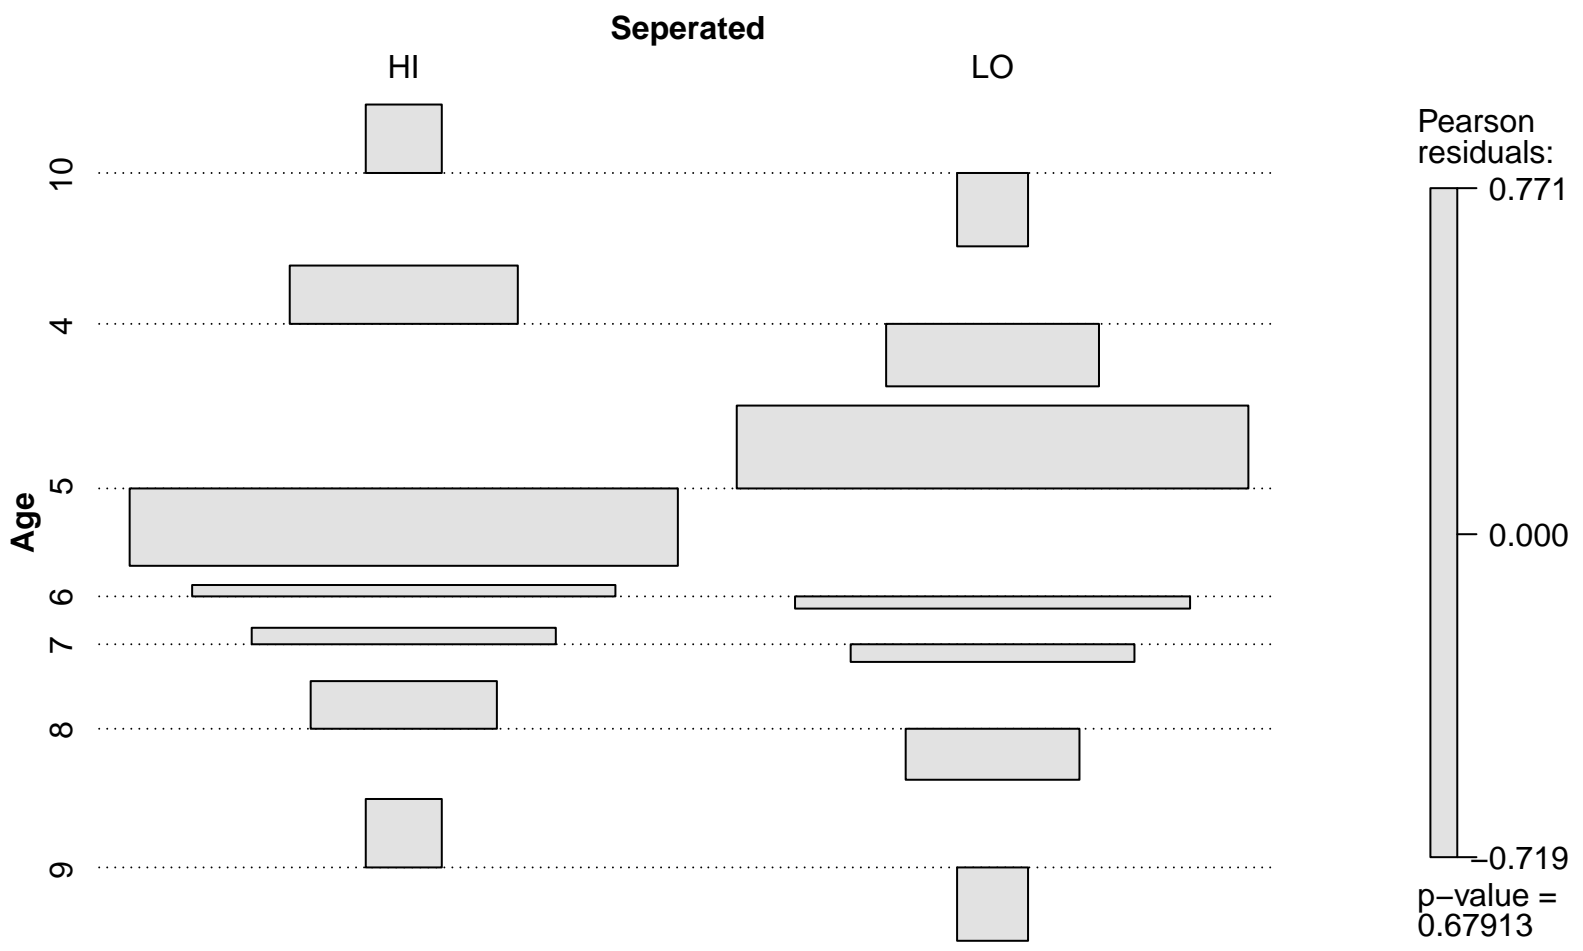 Seperated
HI
LO
Age
10
4
5
6
7
8
9
Pearson
residuals:
0.771
0.000
−0.719
p−value =
0.67913